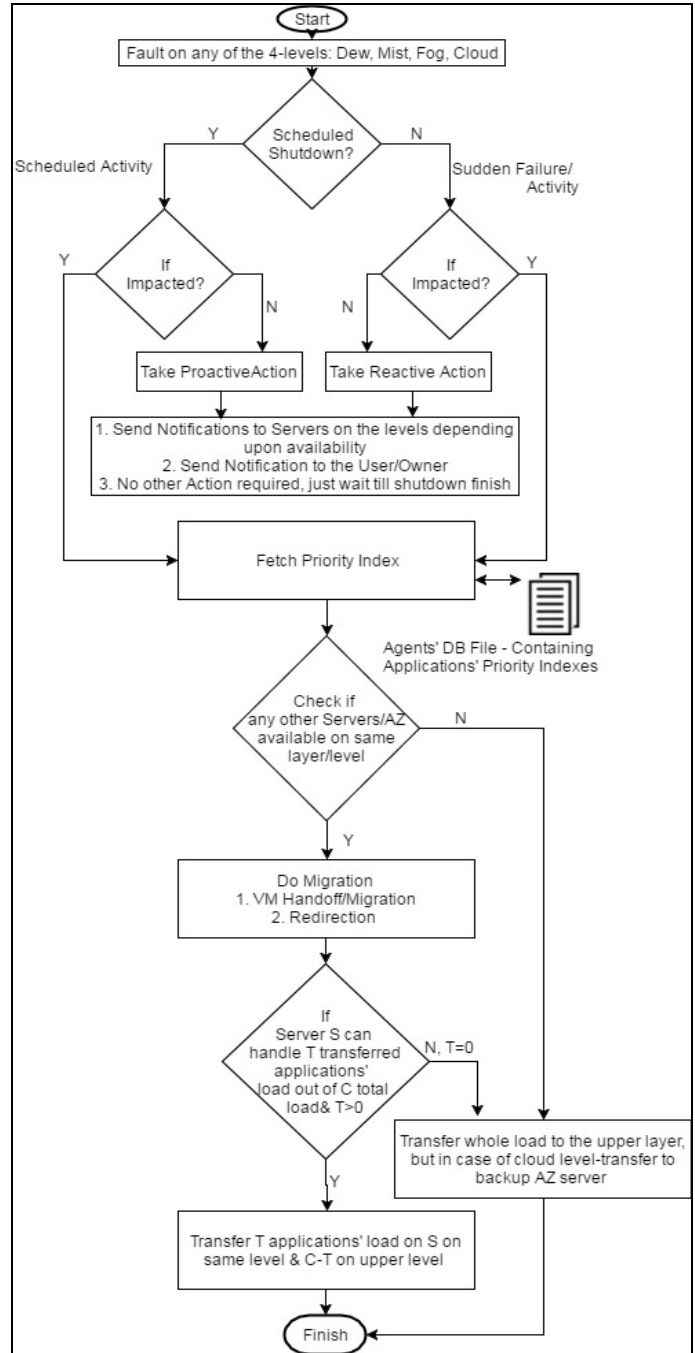 Start
Fault on any of the 4-levels: Dew, Mist, Fog, Cloud
Scheduled
Shutdown?
Y
N
Scheduled Activity
Sudden Failure/
Activity
If
Impacted?
Y
N
If
Impacted?
Y
N
Take ProactiveAction
Take Reactive Action
1. Send Notifications to Servers on the levels depending
upon availability
2. Send Notification to the User/Owner
3. No other Action required, just wait till shutdown finish
Fetch Priority Index
Agents' DB File - Containing
Applications' Priority Indexes
Check if
any other Servers/AZ
available on same
layer/level
N
Y
Do Migration
1. VM Handoff/Migration
2. Redirection
If
Server S can
handle T transferred
applications'
load out of C total
load& T>0
N, T=0
Y
Transfer whole load to the upper layer,
but in case of cloud level-transfer to
backup AZ server
Transfer T applications' load on S on
same level & C-T on upper level
Finish